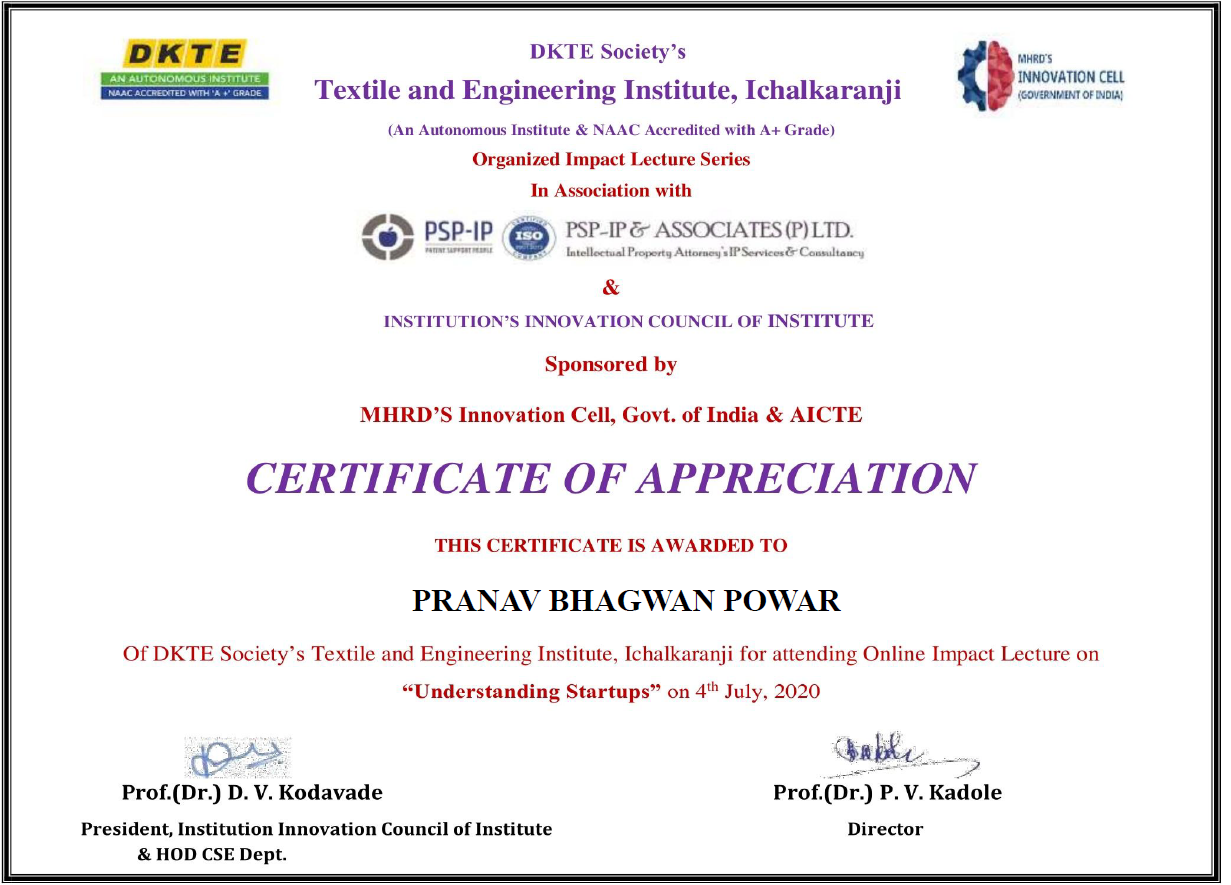 DKTE
AN AUTONOMOUS INSTITUTE
NAAC ACCREDITED WITH 'A +' GRADE
DKTE Society's
Textile and Engineering Institute, Ichalkaranji
(An Autonomous Institute & NAAC Accredited with A+ Grade)
MHRD'S
INNOVATION CELL
(GOVERNMENT OF INDIA)
Organized Impact Lecture Series
In Association with
PSP-IP
PATENT SUPPORT PEOPLE
CERTIFIED
ISO
COMPANY
PSP-IP & ASSOCIATES (P) LTD.
Intellectual Property Attorney's IP Services & Consultancy
&
INSTITUTION'S INNOVATION COUNCIL OF INSTITUTE
Sponsored by
MHRD'S Innovation Cell, Govt. of India & AICTE
CERTIFICATE OF APPRECIATION
THIS CERTIFICATE IS AWARDED TO
PRANAV BHAGWAN POWAR
Of DKTE Society's Textile and Engineering Institute, Ichalkaranji for attending Online Impact Lecture on
“Understanding Startups” on 4th July, 2020
Prof.(Dr.) D. V. Kodavade
President, Institution Innovation Council of Institute
& HOD CSE Dept.
Prof.(Dr.) P. V. Kadole
Director